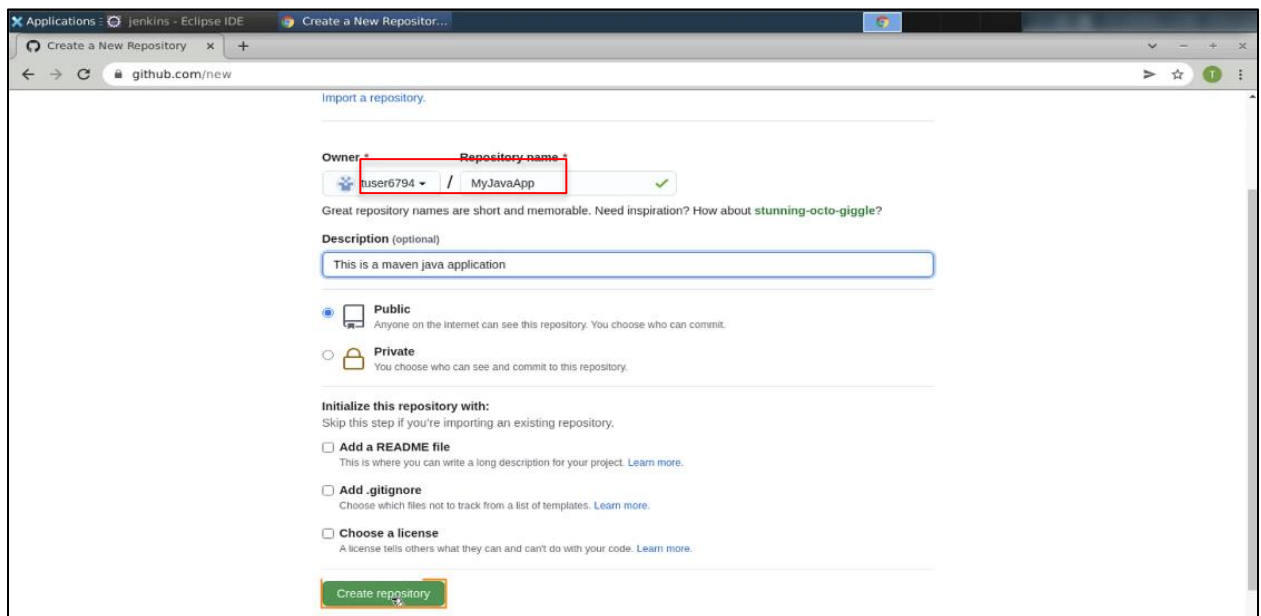 Applications : jenkins - Eclipse IDE Create a New Repositor...
Create a New Repository x +
github.com/new T
Import a repository.
Owner * Repository name *
tuser6794 / MyJavaApp
Great repository names are short and memorable. Need inspiration? How about stunning-octo-giggle?
Description (optional)
This is a maven java application
Public
Anyone on the internet can see this repository. You choose who can commit.
Private
You choose who can see and commit to this repository.
Initialize this repository with:
Skip this step if you're importing an existing repository.
Add a README file
This is where you can write a long description for your project. Learn more.
Add .gitignore
Choose which files not to track from a list of templates. Learn more.
Choose a license
A license tells others what they can and can't do with your code. Learn more.
Create repository